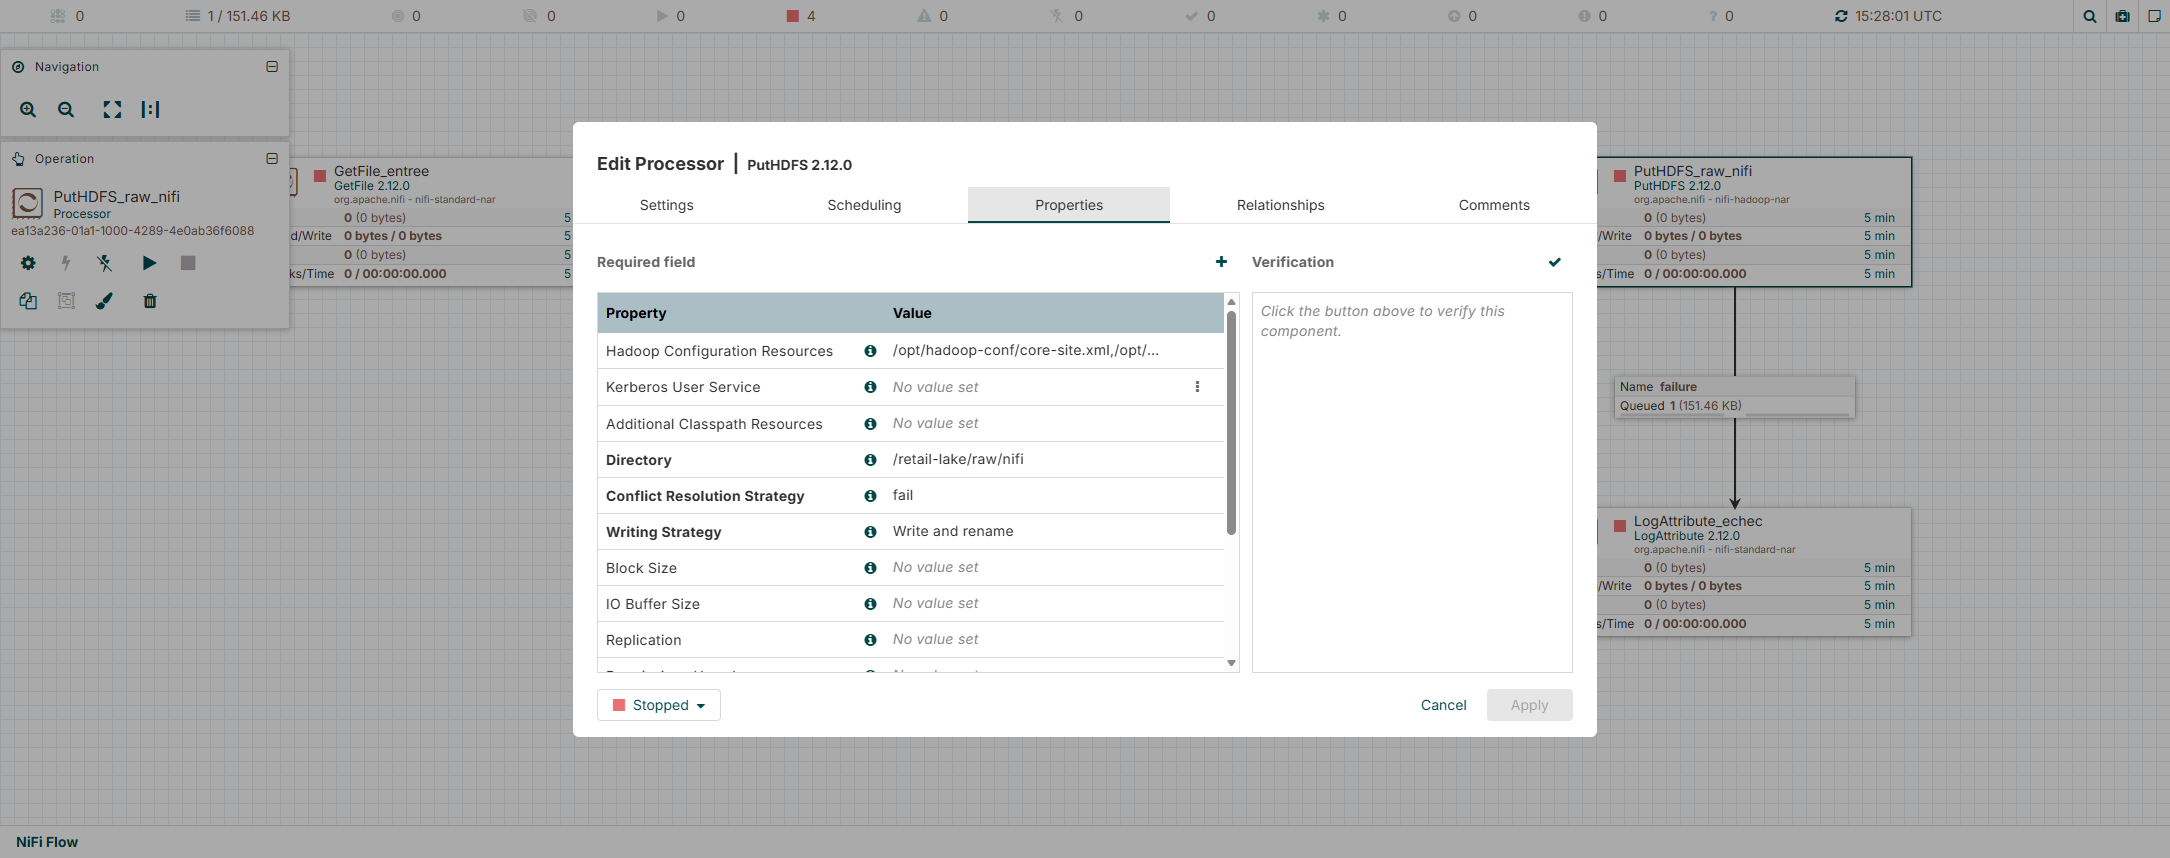 0
1 / 151.46 KB
0
0
0
4
0
0
0
0
0
0
0
15:28:01 UTC
Navigation
Operation
PutHDFS_raw_nifi
Processor
ea13a236-01a1-1000-4289-4e0ab36f6088
GetFile_entree
GetFile 2.12.0
org.apache.nifi - nifi-standard-nar
0 (0 bytes) 5
d/Write 0 bytes / 0 bytes 5
0 (0 bytes) 5
ks/Time 0 / 00:00:00.000 5
Edit Processor | PutHDFS 2.12.0
Settings
Scheduling
Properties
Relationships
Comments
Required field
Property Value
Hadoop Configuration Resources /opt/hadoop-conf/core-site.xml,/opt/...
Kerberos User Service No value set
Additional Classpath Resources No value set
Directory /retail-lake/raw/nifi
Conflict Resolution Strategy fail
Writing Strategy Write and rename
Block Size No value set
IO Buffer Size No value set
Replication No value set
Verification
Click the button above to verify this
component.
Stopped
Cancel
Apply
PutHDFS_raw_nifi
PutHDFS 2.12.0
org.apache.nifi - nifi-hadoop-nar
0 (0 bytes) 5 min
/Write 0 bytes / 0 bytes 5 min
0 (0 bytes) 5 min
s/Time 0 / 00:00:00.000 5 min
Name failure
Queued 1 (151.46 KB)
LogAttribute_echec
LogAttribute 2.12.0
org.apache.nifi - nifi-standard-nar
0 (0 bytes) 5 min
/Write 0 bytes / 0 bytes 5 min
0 (0 bytes) 5 min
s/Time 0 / 00:00:00.000 5 min
NiFi Flow